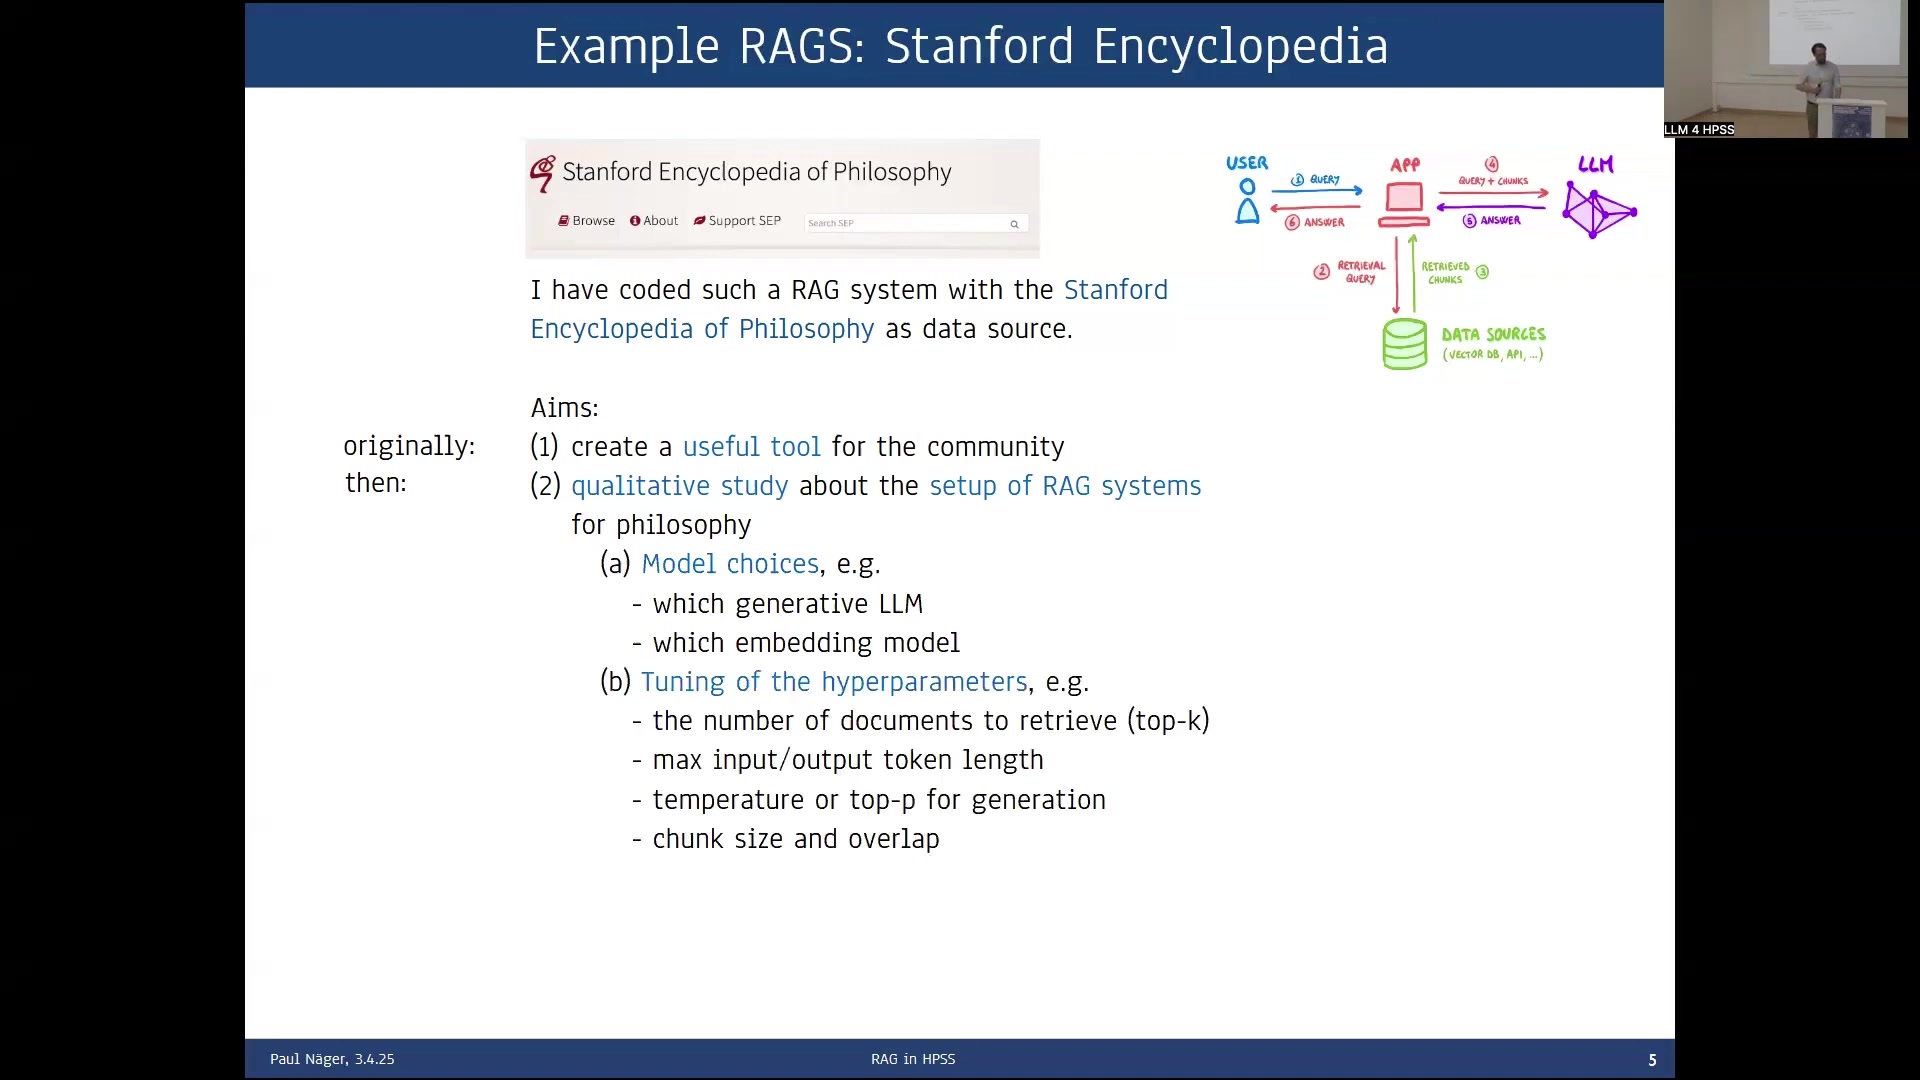 Example RAGS: Stanford Encyclopedia
LLM 4 HPSS
Stanford Encyclopedia of Philosophy
Browse About Support SEP Search SEP
USER
① QUERY
⑥ ANSWER
APP
④
QUERY + CHUNKS
⑤ ANSWER
LLM
② RETRIEVAL
QUERY
RETRIEVED ③
CHUNKS
DATA SOURCES
(VECTOR DB, API, ...)
I have coded such a RAG system with the Stanford
Encyclopedia of Philosophy as data source.
Aims:
originally: (1) create a useful tool for the community
then: (2) qualitative study about the setup of RAG systems
for philosophy
(a) Model choices, e.g.
- which generative LLM
- which embedding model
(b) Tuning of the hyperparameters, e.g.
- the number of documents to retrieve (top-k)
- max input/output token length
- temperature or top-p for generation
- chunk size and overlap
Paul Näger, 3.4.25 RAG in HPSS 5